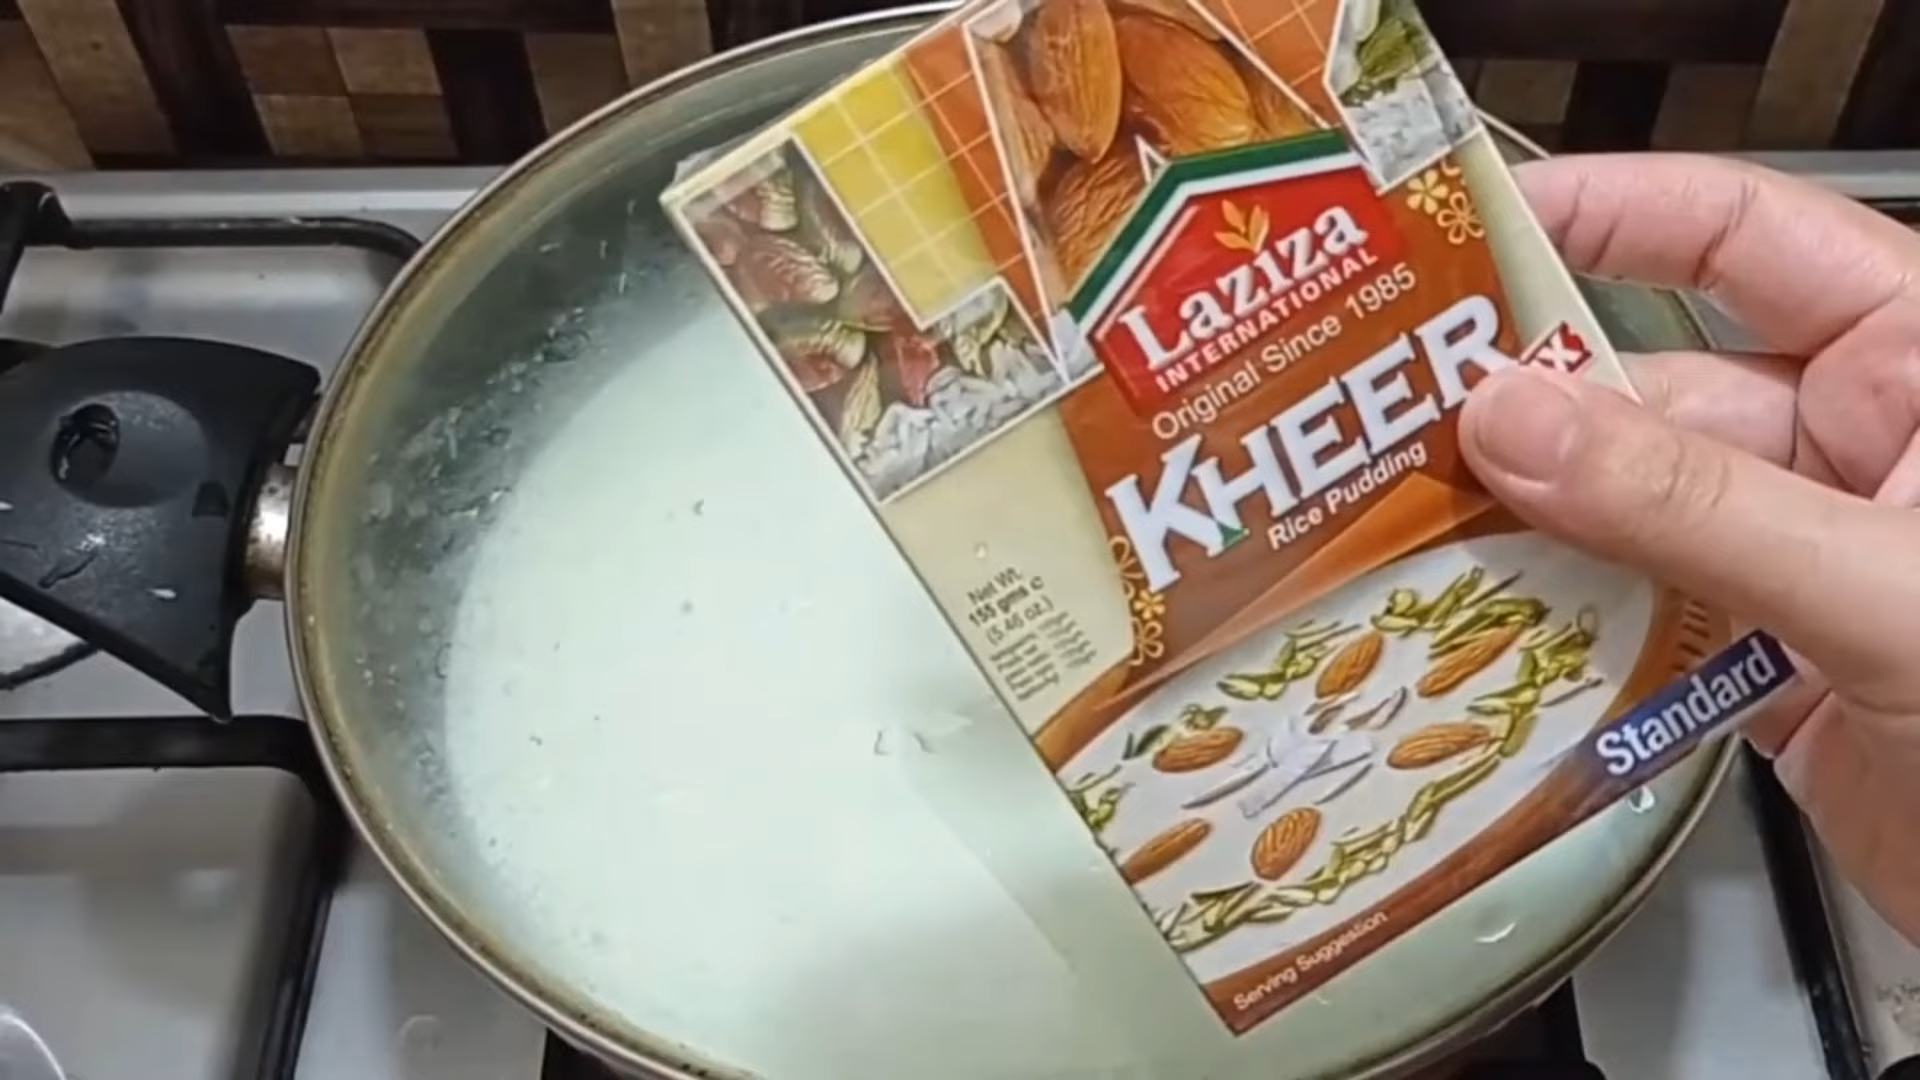 Laziza
INTERNATIONAL
Original Since 1985
KHEER
Rice Pudding
Net Wt.
155 gms e
(5.46 oz.)
Standard
Serving Suggestion